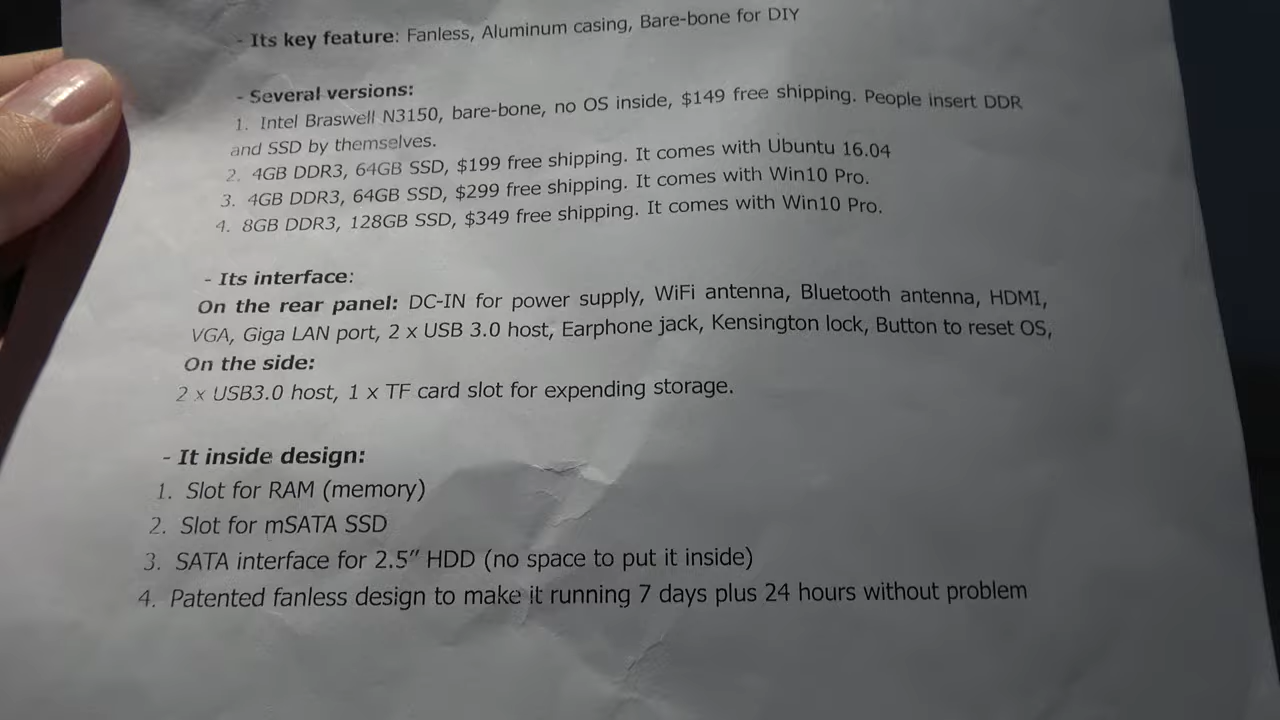 - Its key feature: Fanless, Aluminum casing, Bare-bone for DIY
- Several versions:
1. Intel Braswell N3150, bare-bone, no OS inside, $149 free shipping. People insert DDR
and SSD by themselves.
2. 4GB DDR3, 64GB SSD, $199 free shipping. It comes with Ubuntu 16.04
3. 4GB DDR3, 64GB SSD, $299 free shipping. It comes with Win10 Pro.
4. 8GB DDR3, 128GB SSD, $349 free shipping. It comes with Win10 Pro.
- Its interface:
On the rear panel: DC-IN for power supply, WiFi antenna, Bluetooth antenna, HDMI,
VGA, Giga LAN port, 2 x USB 3.0 host, Earphone jack, Kensington lock, Button to reset OS,
On the side:
2 x USB3.0 host, 1 x TF card slot for expending storage.
- It inside design:
1. Slot for RAM (memory)
2. Slot for mSATA SSD
3. SATA interface for 2.5″ HDD (no space to put it inside)
4. Patented fanless design to make it running 7 days plus 24 hours without problem